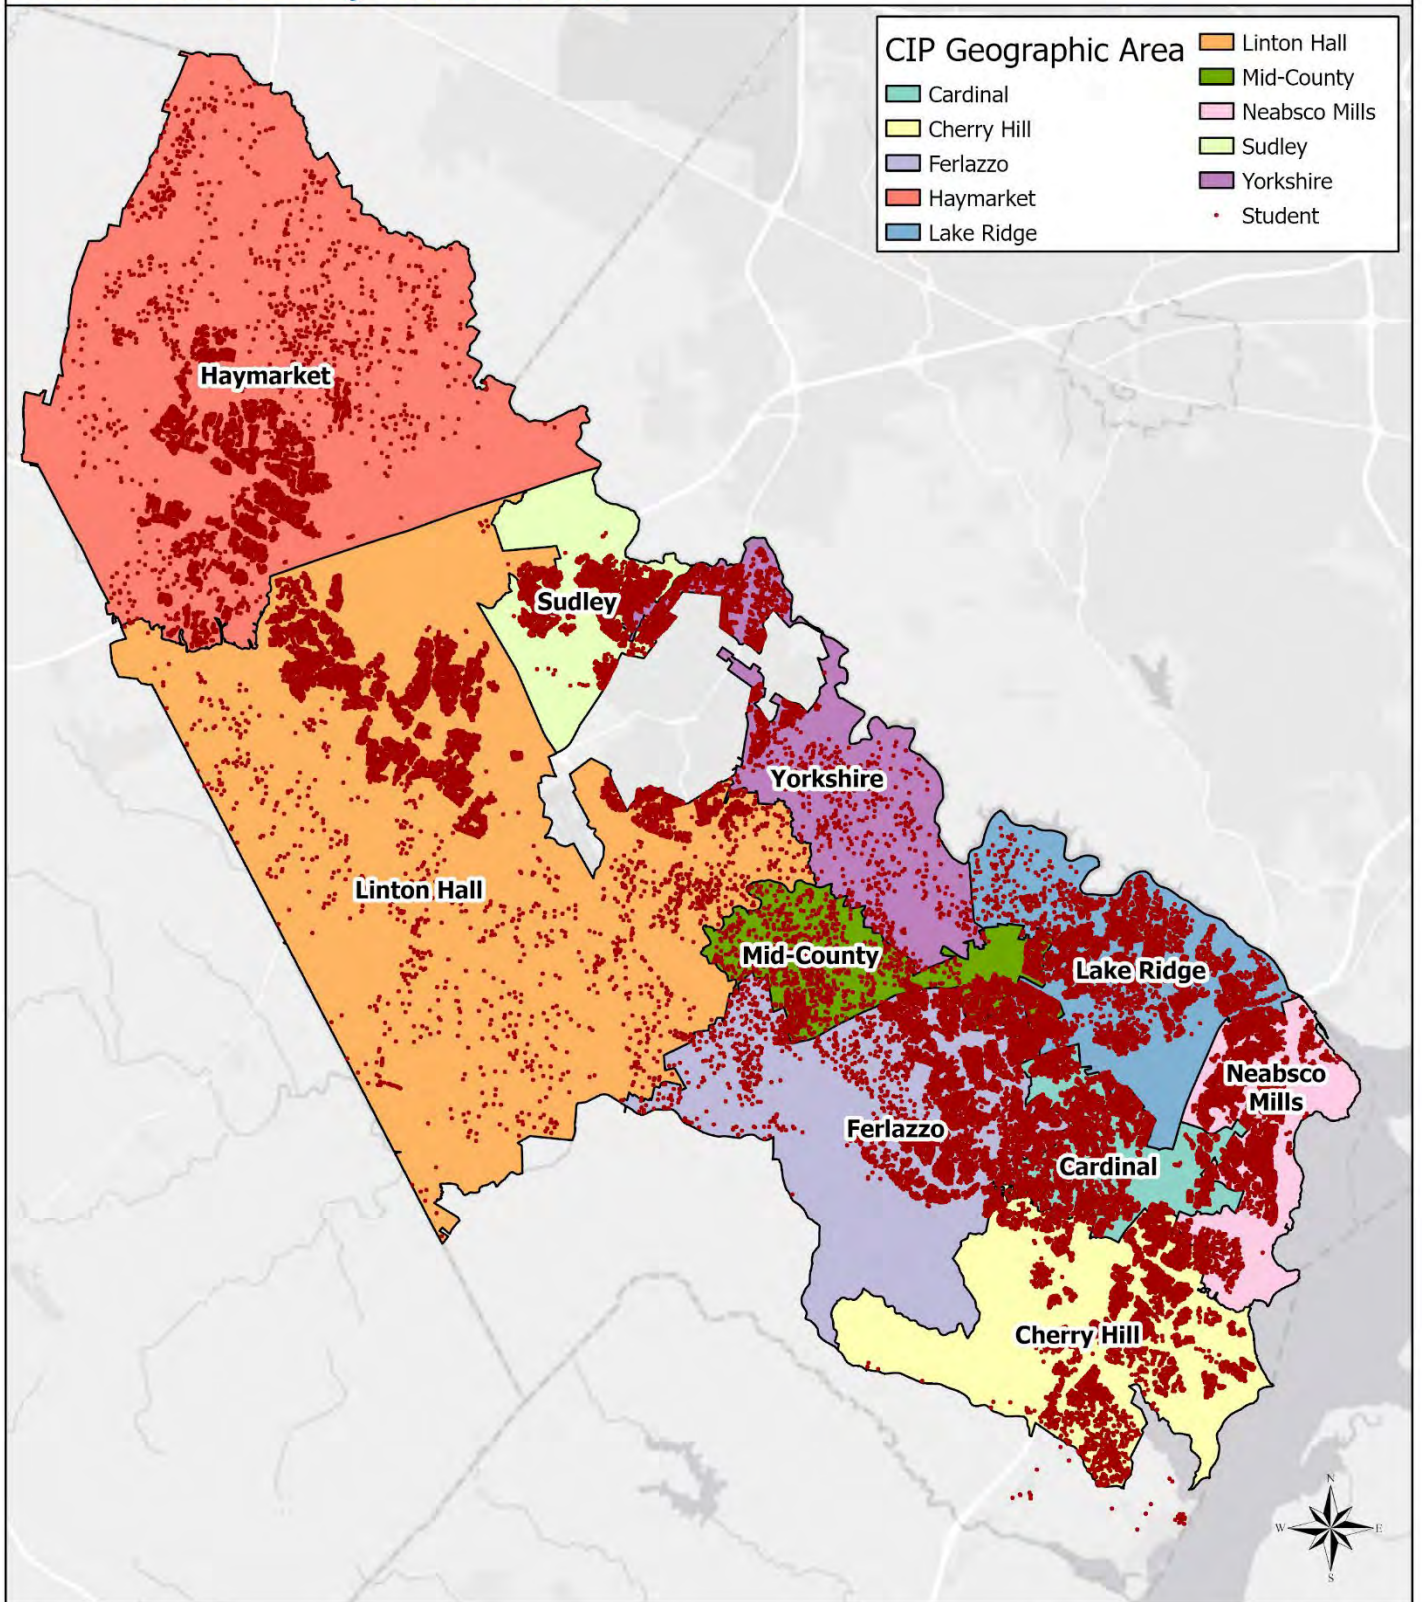 CIP Geographic Area
Cardinal
Cherry Hill
Ferlazzo
Haymarket
Lake Ridge
Linton Hall
Mid-County
Neabsco Mills
Sudley
Yorkshire
Student
Haymarket
Sudley
Yorkshire
Linton Hall
Mid-County
Lake Ridge
Neabsco
Mills
Ferlazzo
Cardinal
Cherry Hill
N
W
E
S